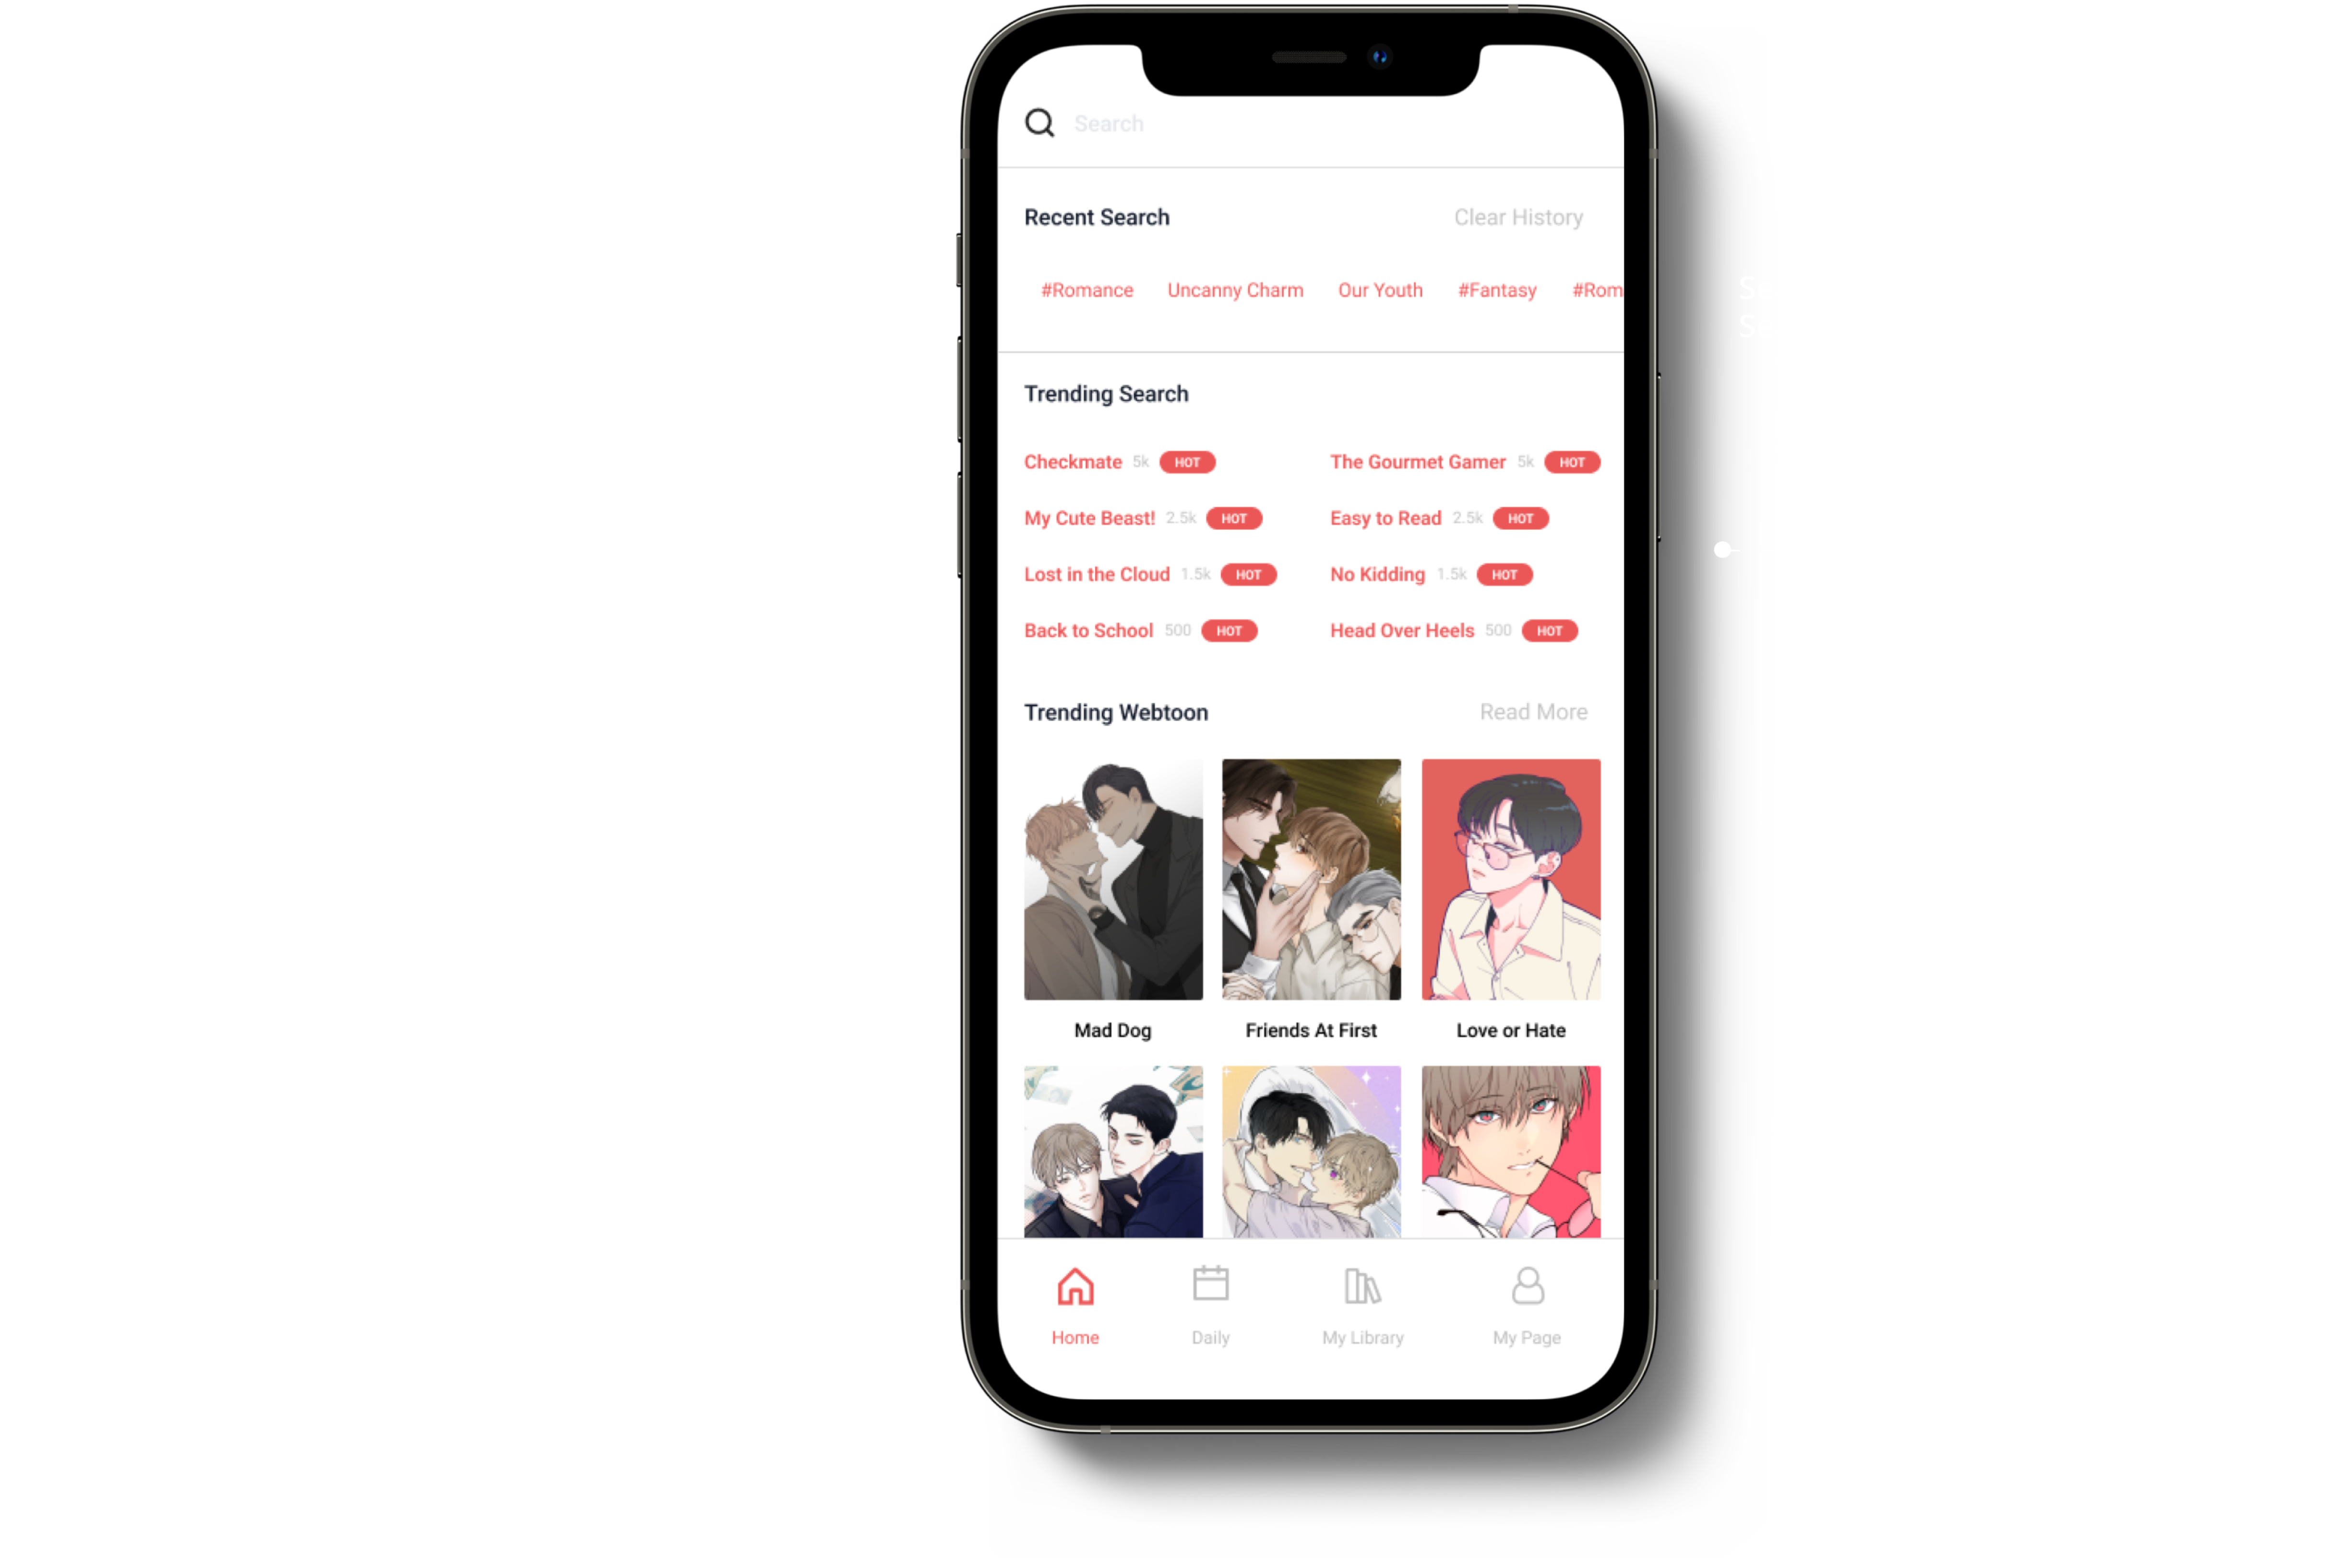 Search
Recent Search Clear History
#Romance Uncanny Charm Our Youth #Fantasy #Rom
Trending Search
Checkmate 5k HOT The Gourmet Gamer 5k HOT
My Cute Beast! 2.5k HOT Easy to Read 2.5k HOT
Lost in the Cloud 1.5k HOT No Kidding 1.5k HOT
Back to School 500 HOT Head Over Heels 500 HOT
Trending Webtoon Read More
Mad Dog Friends At First Love or Hate
Home Daily My Library My Page